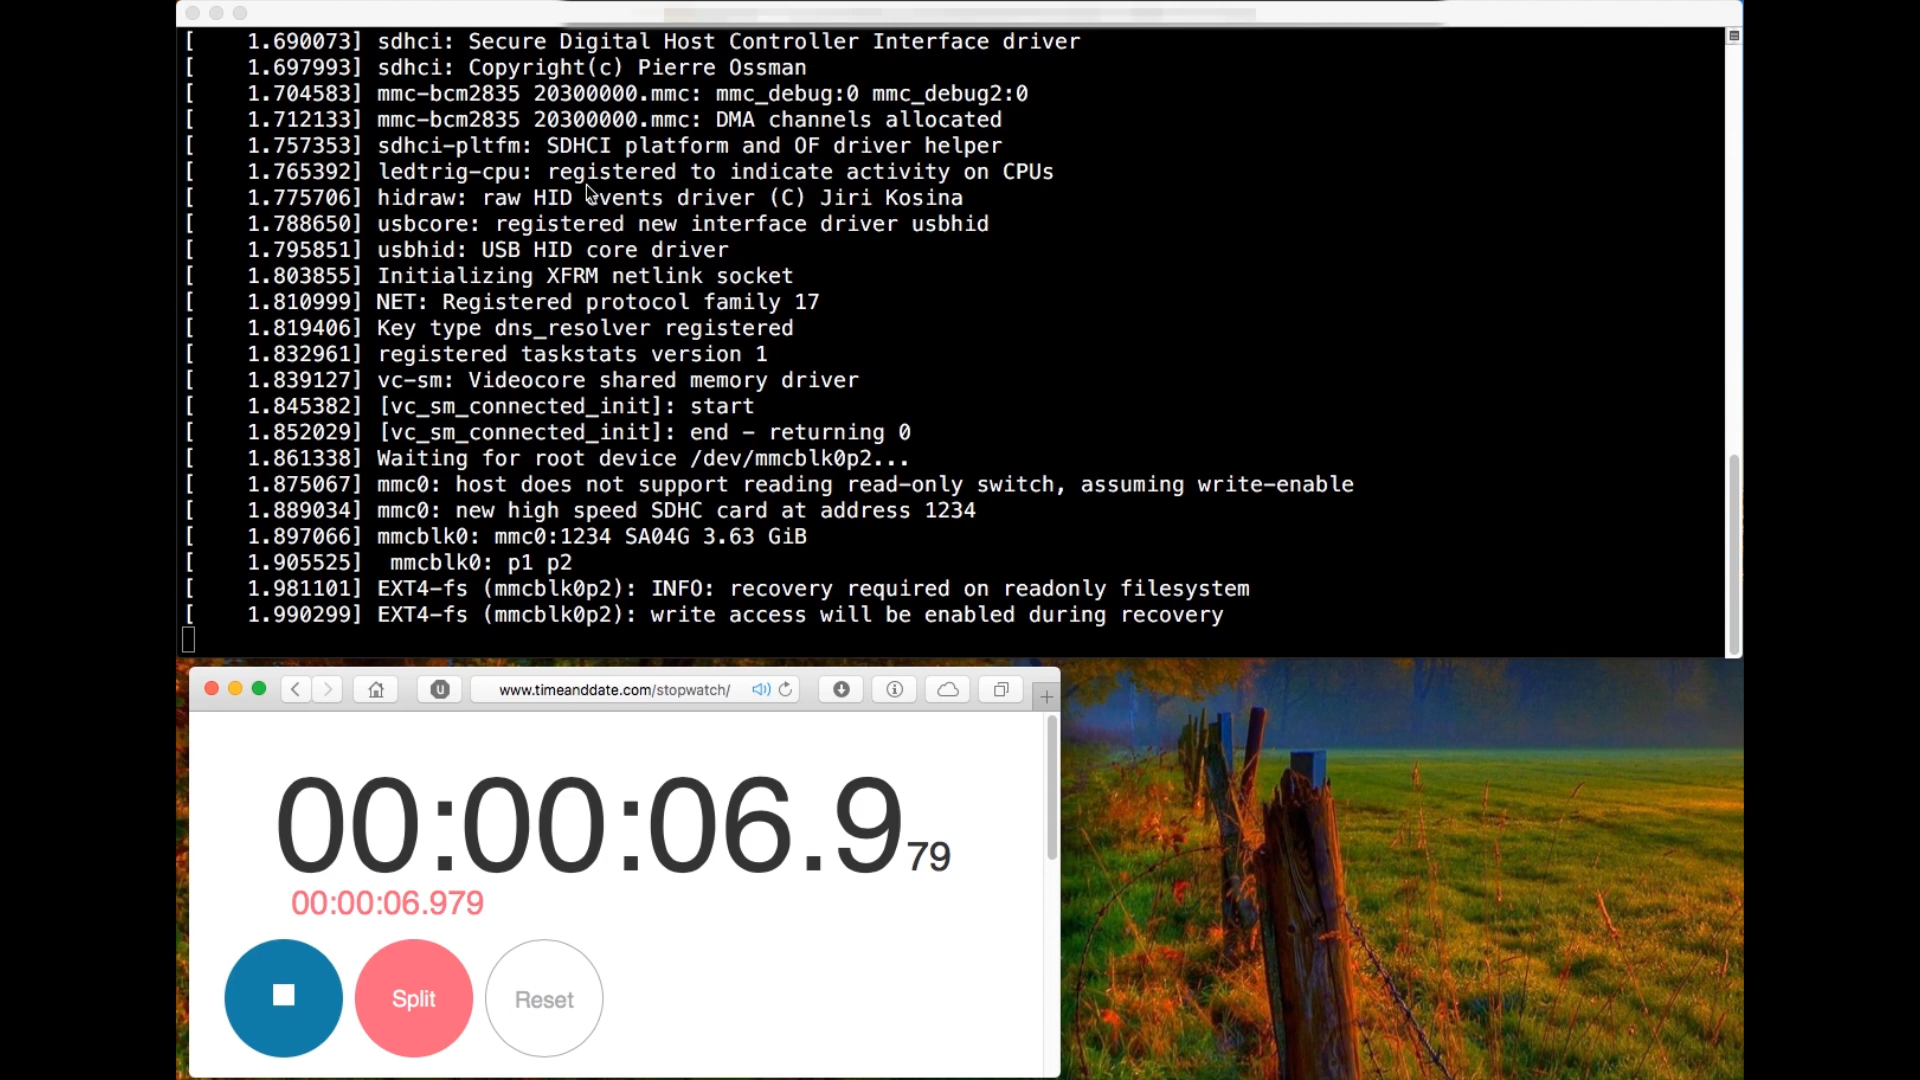 [    1.690073] sdhci: Secure Digital Host Controller Interface driver
[    1.697993] sdhci: Copyright(c) Pierre Ossman
[    1.704583] mmc-bcm2835 20300000.mmc: mmc_debug:0 mmc_debug2:0
[    1.712133] mmc-bcm2835 20300000.mmc: DMA channels allocated
[    1.757353] sdhci-pltfm: SDHCI platform and OF driver helper
[    1.765392] ledtrig-cpu: registered to indicate activity on CPUs
[    1.775706] hidraw: raw HID events driver (C) Jiri Kosina
[    1.788650] usbcore: registered new interface driver usbhid
[    1.795851] usbhid: USB HID core driver
[    1.803855] Initializing XFRM netlink socket
[    1.810999] NET: Registered protocol family 17
[    1.819406] Key type dns_resolver registered
[    1.832961] registered taskstats version 1
[    1.839127] vc-sm: Videocore shared memory driver
[    1.845382] [vc_sm_connected_init]: start
[    1.852029] [vc_sm_connected_init]: end - returning 0
[    1.861338] Waiting for root device /dev/mmcblk0p2...
[    1.875067] mmc0: host does not support reading read-only switch, assuming write-enable
[    1.889034] mmc0: new high speed SDHC card at address 1234
[    1.897066] mmcblk0: mmc0:1234 SA04G 3.63 GiB
[    1.905525]  mmcblk0: p1 p2
[    1.981101] EXT4-fs (mmcblk0p2): INFO: recovery required on readonly filesystem
[    1.990299] EXT4-fs (mmcblk0p2): write access will be enabled during recovery
www.timeanddate.com/stopwatch/
00:00:06.979
00:00:06.979
Split
Reset